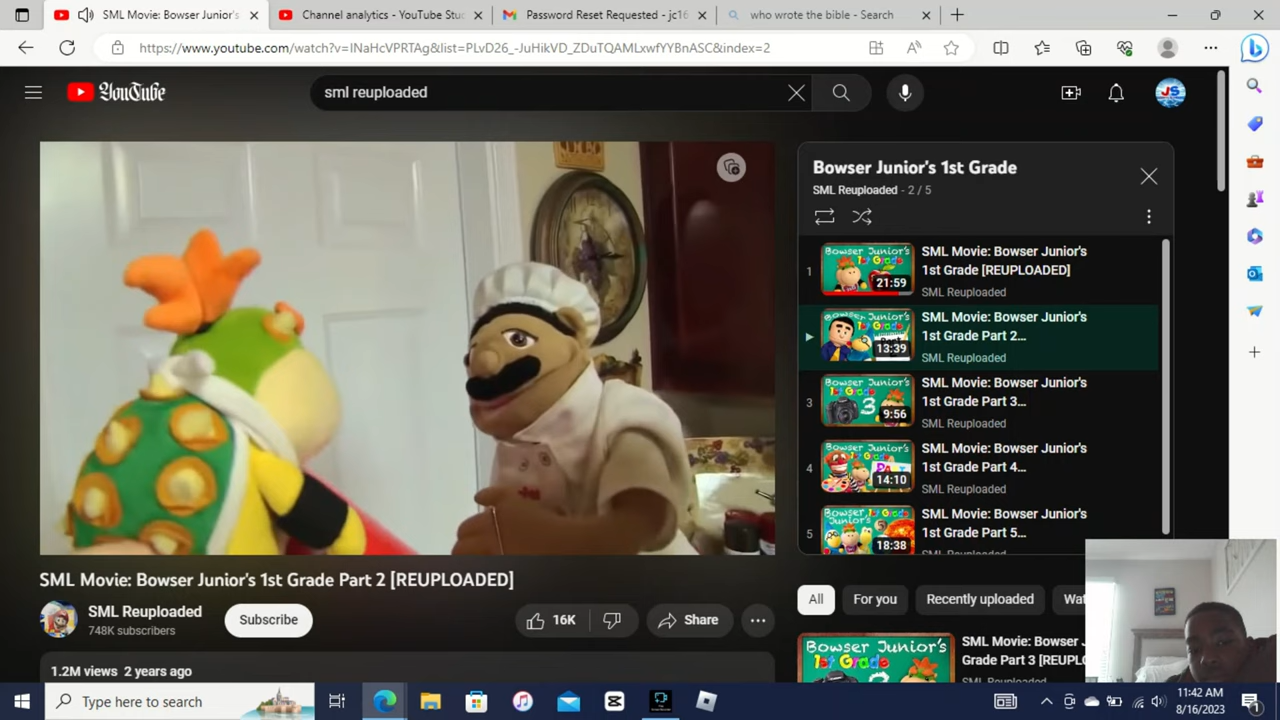 SML Movie: Bowser Junior's
Channel analytics - YouTube Stu
Password Reset Requested - jc16
who wrote the bible - Search
https://www.youtube.com/watch?v=INaHcVPRTAg&list=PLvD26_-JuHikVD_ZDuTQAMLxwfYYBnASC&index=2
YouTube
sml reuploaded
JS
Bowser Junior's 1st Grade
SML Reuploaded - 2 / 5
1
21:59
SML Movie: Bowser Junior's
1st Grade [REUPLOADED]
SML Reuploaded
13:39
SML Movie: Bowser Junior's
1st Grade Part 2...
SML Reuploaded
3
9:56
SML Movie: Bowser Junior's
1st Grade Part 3...
SML Reuploaded
4
14:10
SML Movie: Bowser Junior's
1st Grade Part 4...
SML Reuploaded
5
18:38
SML Movie: Bowser Junior's
1st Grade Part 5...
SML Movie: Bowser Junior's 1st Grade Part 2 [REUPLOADED]
SML Reuploaded
748K subscribers
Subscribe
16K
Share
All
For you
Recently uploaded
Wat
Bowser Junior's
1st Grade
SML Movie: Bowser J
Grade Part 3 [REUPL
1.2M views 2 years ago
Type here to search
11:42 AM
8/16/2023